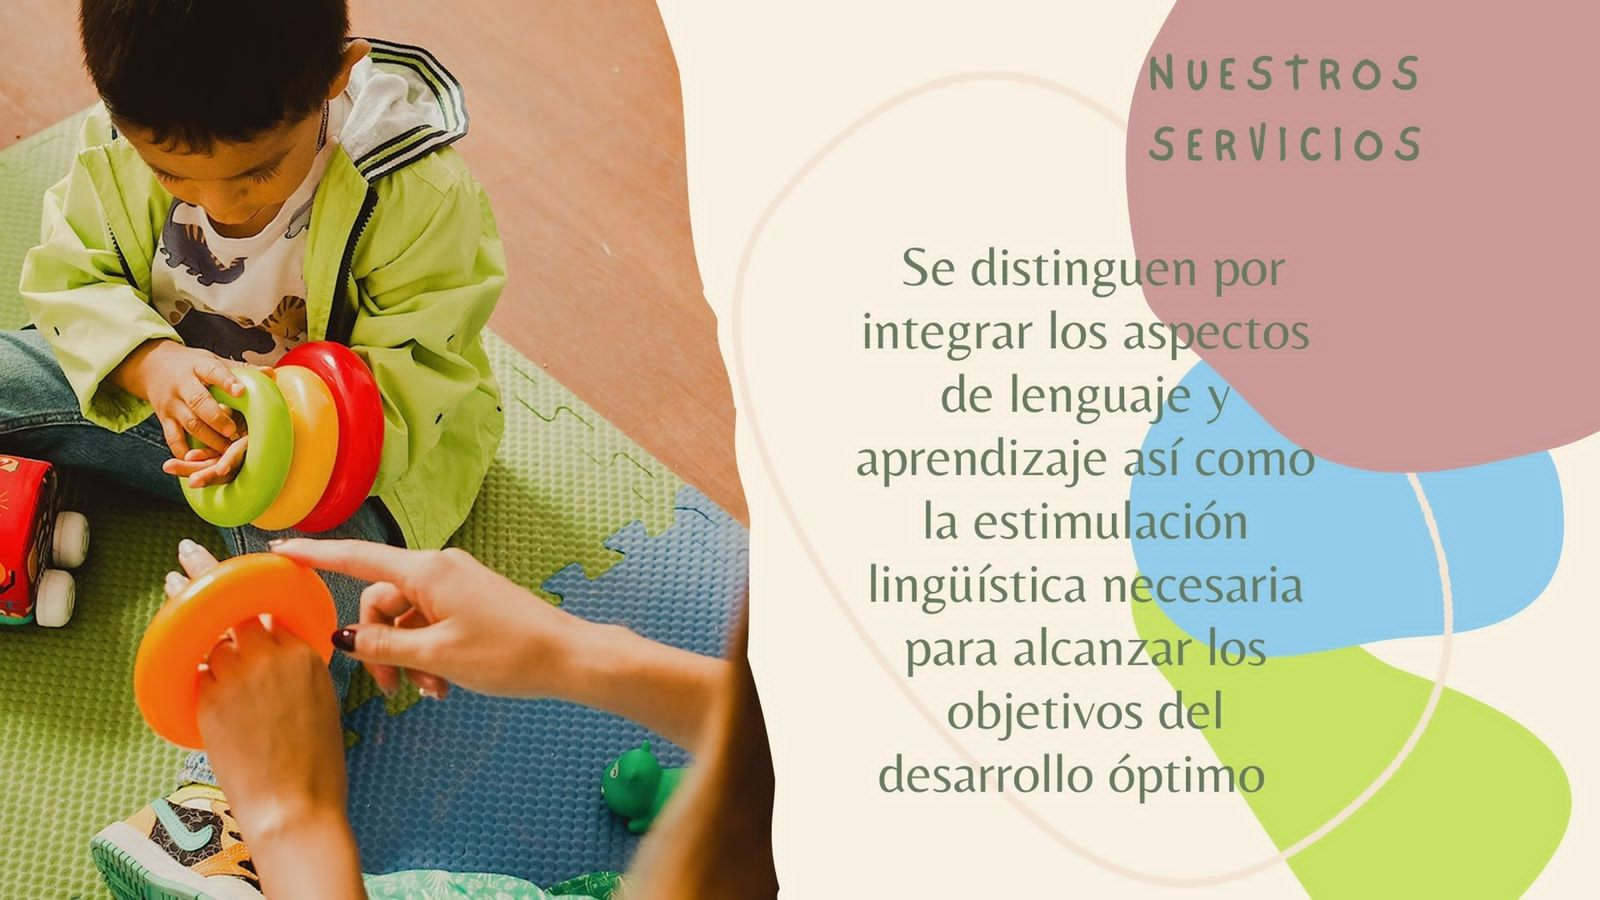 NUESTROS
SERVICIOS
Se distinguen por
integrar los aspectos
de lenguaje y
aprendizaje así como
la estimulación
lingüística necesaria
para alcanzar los
objetivos del
desarrollo óptimo